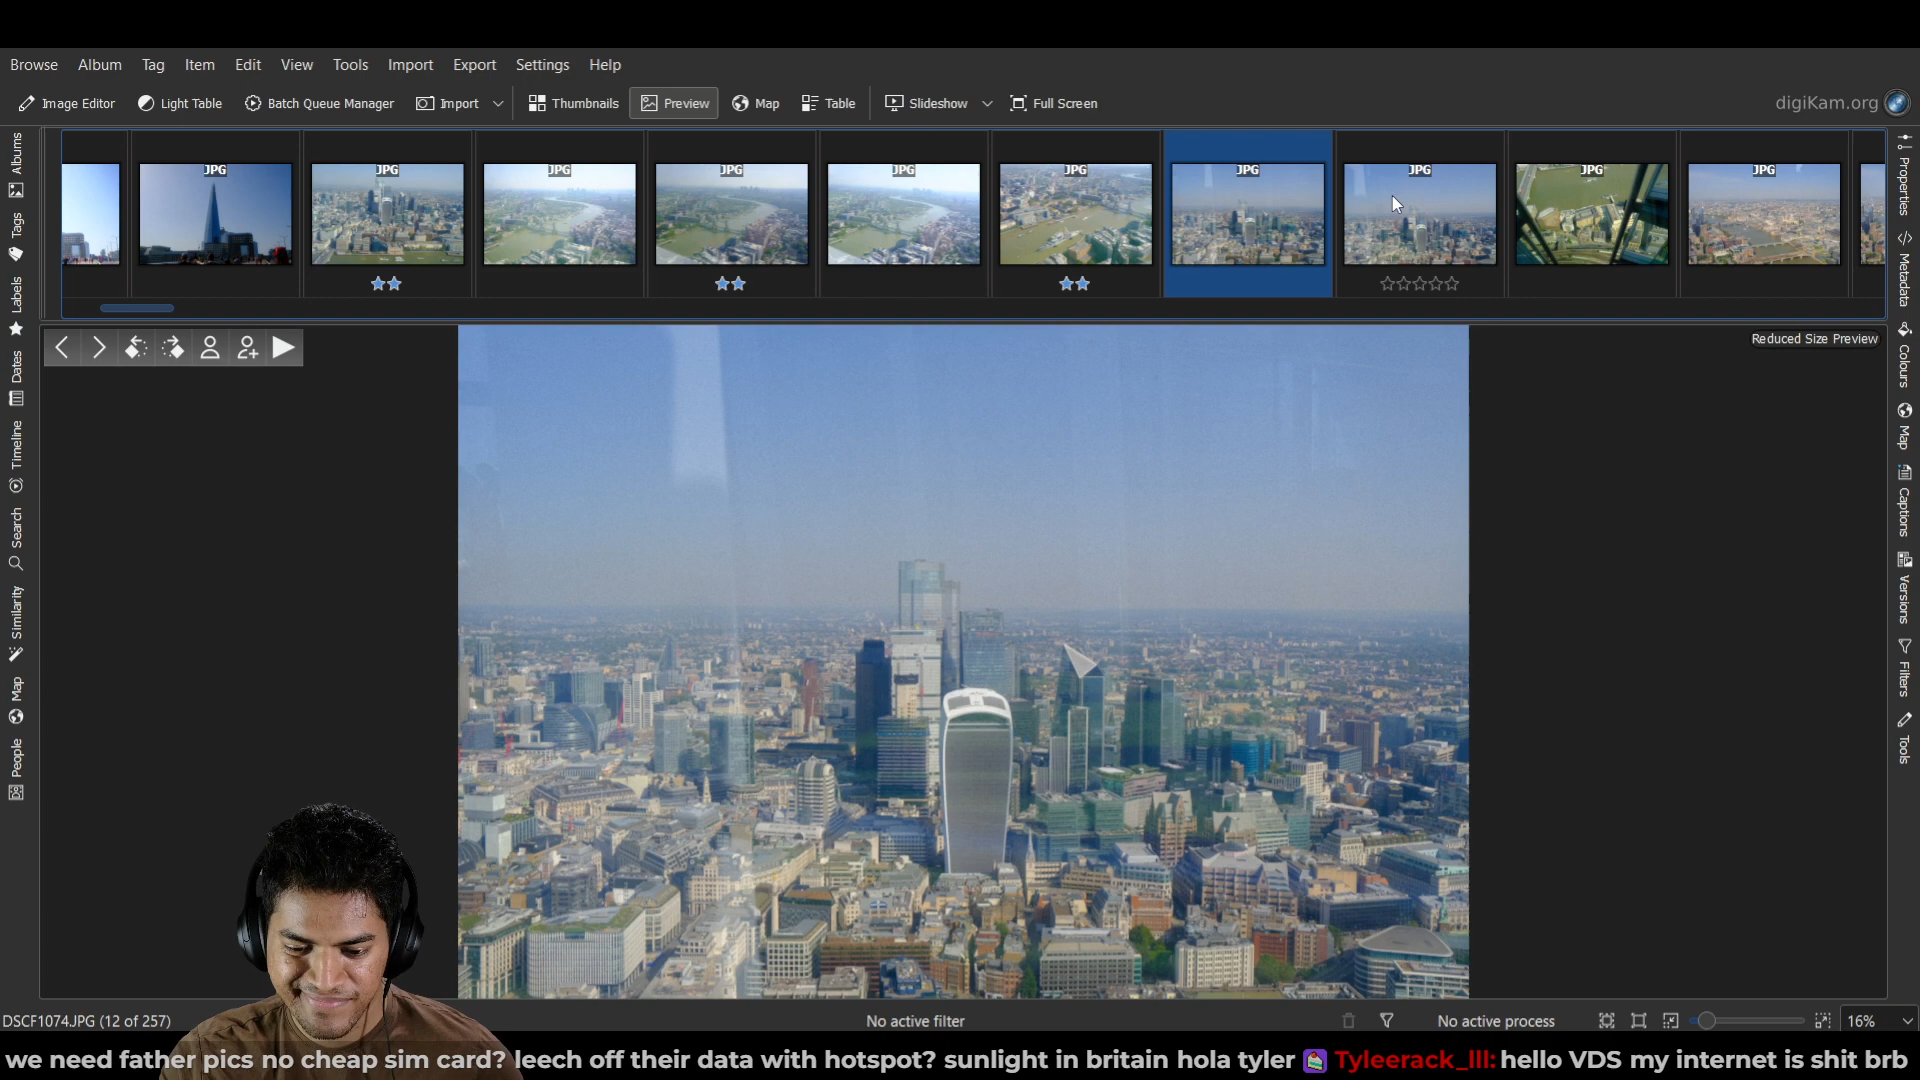 Browse Album Tag Item Edit View Tools Import Export Settings Help
Image Editor Light Table Batch Queue Manager Import Thumbnails Preview Map Table Slideshow Full Screen digiKam.org
JPG JPG JPG JPG JPG JPG JPG JPG JPG JPG
Albums
Tags
Labels
Dates
Timeline
Search
Similarity
Map
People
Reduced Size Preview
Properties
Metadata
Colours
Map
Captions
Versions
Filters
Tools
DSCF1074.JPG (12 of 257) No active filter No active process 16%
we need father pics no cheap sim card? leech off their data with hotspot? sunlight in britain hola tyler Tyleerack_lll: hello VDS my internet is shit brb